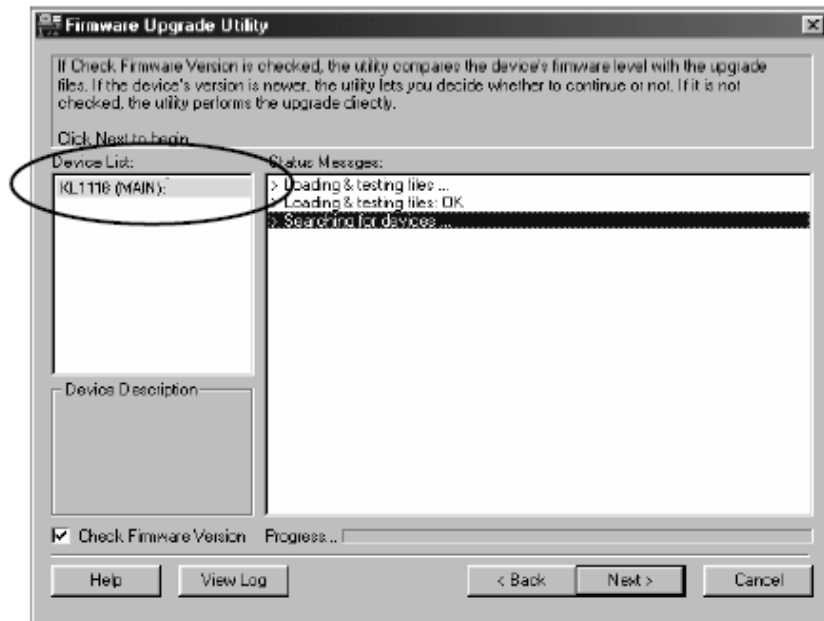 Firmware Upgrade Utility
If Check Firmware Version is checked, the utility compares the device's firmware level with the upgrade
files. If the device's version is newer, the utility lets you decide whether to continue or not. If it is not
checked, the utility performs the upgrade directly.
Click Next to begin
Device List:
Status Messges:
KL1116 (MAIN):
> Loading & testing files ...
> Loading & testing files: OK
> Searching for devices ...
Device Description
Check Firmware Version
Progress...
Help
View Log
< Back
Next >
Cancel